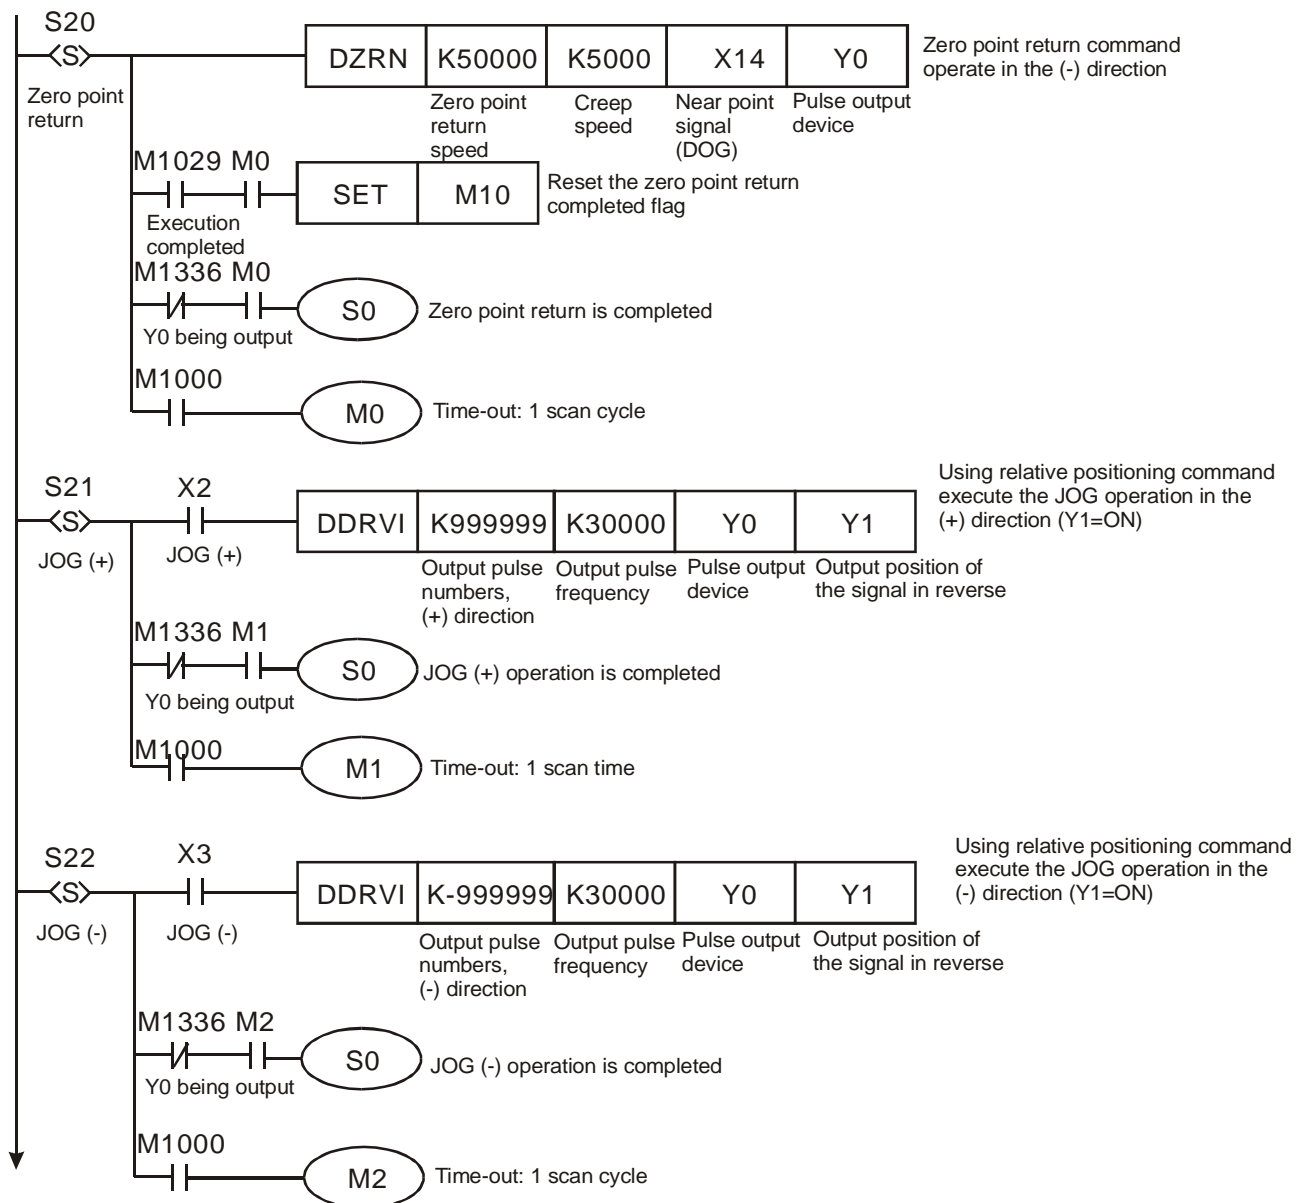 S20
S
DZRN K50000 K5000 X14 Y0
Zero point return command
operate in the (-) direction
Zero point
return
Zero point
return
speed
Creep
speed
Near point
signal
(DOG)
Pulse output
device
M1029 M0
SET M10
Reset the zero point return
completed flag
Execution
completed
M1336 M0
S0
Zero point return is completed
Y0 being output
M1000
M0
Time-out: 1 scan cycle
S21
X2
S
DDRVI K999999 K30000 Y0 Y1
Using relative positioning command
execute the JOG operation in the
(+) direction (Y1=ON)
JOG (+)
JOG (+)
Output pulse
numbers,
(+) direction
Output pulse
frequency
Pulse output
device
Output position of
the signal in reverse
M1336 M1
S0
JOG (+) operation is completed
Y0 being output
M1000
M1
Time-out: 1 scan time
S22
X3
S
DDRVI K-999999 K30000 Y0 Y1
Using relative positioning command
execute the JOG operation in the
(-) direction (Y1=ON)
JOG (-)
JOG (-)
Output pulse
numbers,
(-) direction
Output pulse
frequency
Pulse output
device
Output position of
the signal in reverse
M1336 M2
S0
JOG (-) operation is completed
Y0 being output
M1000
M2
Time-out: 1 scan cycle